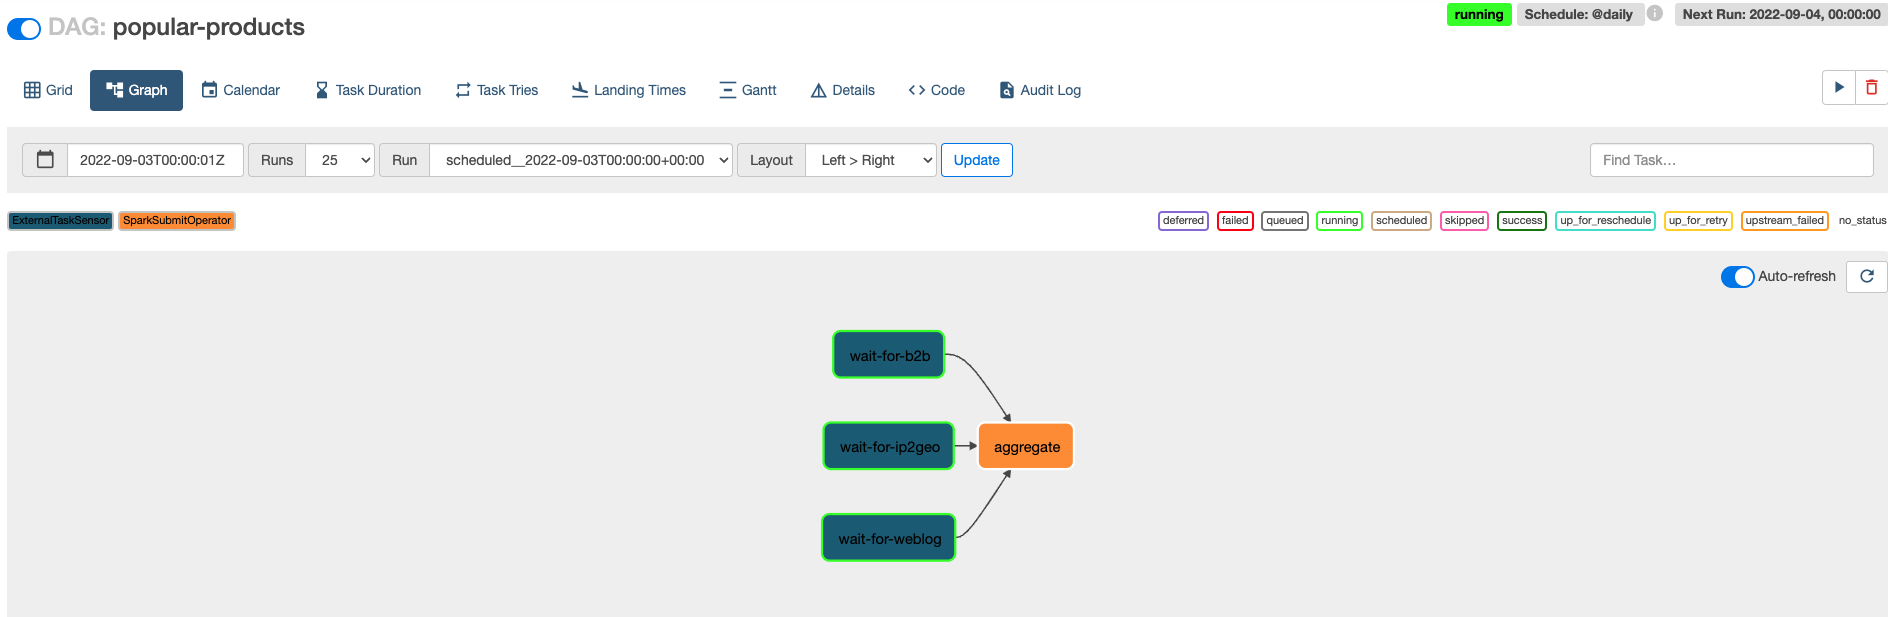 DAG: popular-products
running Schedule: @daily Next Run: 2022-09-04, 00:00:00
Grid Graph Calendar Task Duration Task Tries Landing Times Gantt Details Code Audit Log
2022-09-03T00:00:01Z Runs 25 Run scheduled__2022-09-03T00:00:00+00:00 Layout Left > Right Update Find Task...
ExternalTaskSensor SparkSubmitOperator deferred failed queued running scheduled skipped success up_for_reschedule up_for_retry upstream_failed no_status
Auto-refresh
wait-for-b2b
wait-for-ip2geo aggregate
wait-for-weblog